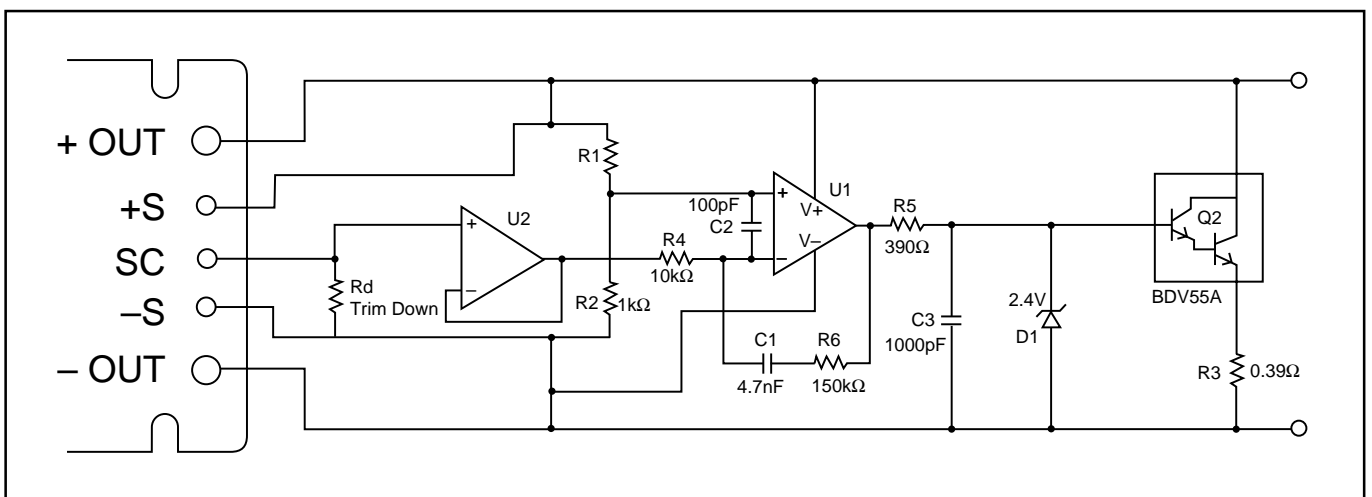 + OUT
+S
SC
–S
– OUT
Rd
Trim Down
+
–
U2
R1
R2
1kΩ
R4
10kΩ
100pF
C2
+
–
U1
V+
V–
C1
4.7nF
R6
150kΩ
R5
390Ω
C3
1000pF
2.4V
D1
Q2
BDV55A
R3
0.39Ω